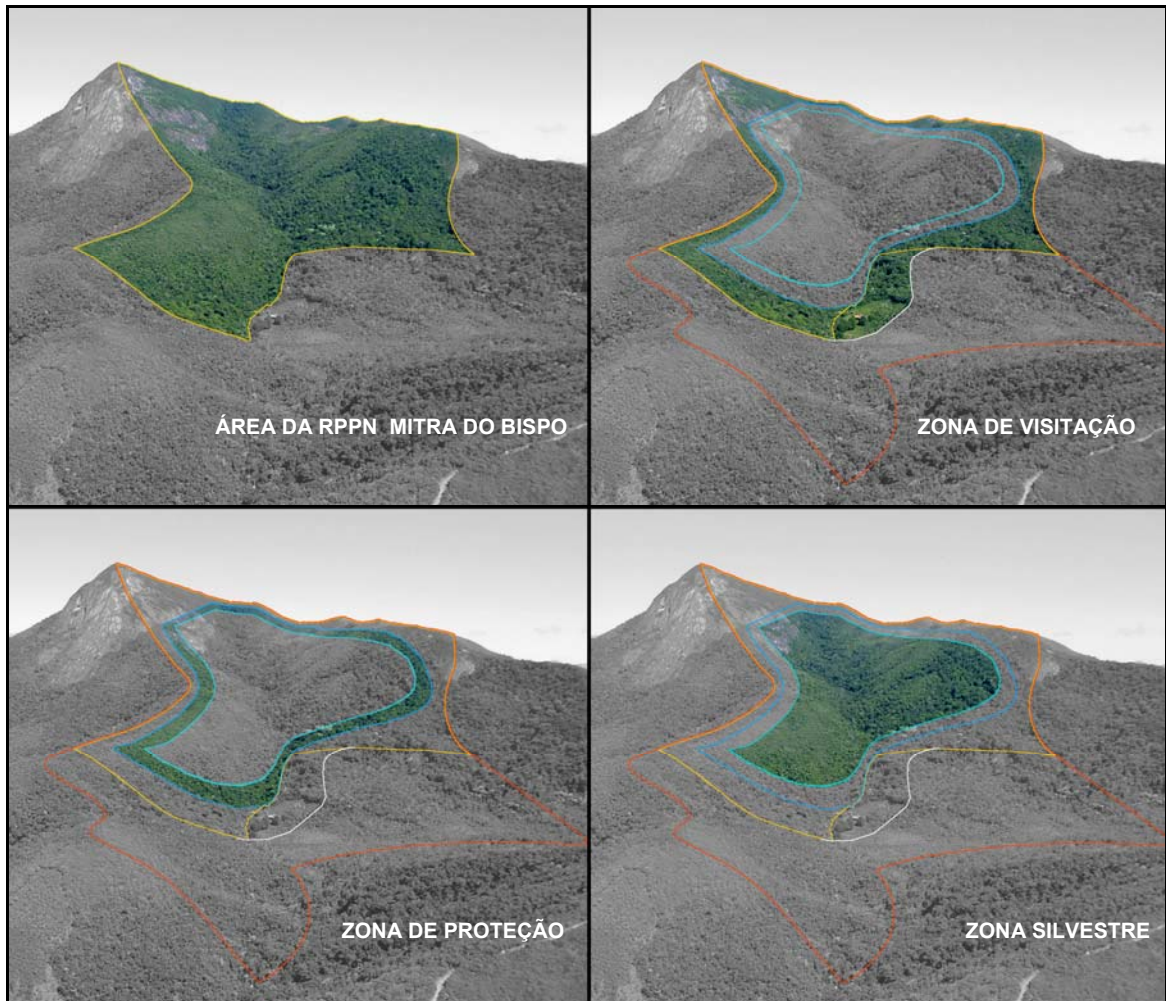 ÁREA DA RPPN MITRA DO BISPO
ZONA DE VISITAÇÃO
ZONA DE PROTEÇÃO
ZONA SILVESTRE